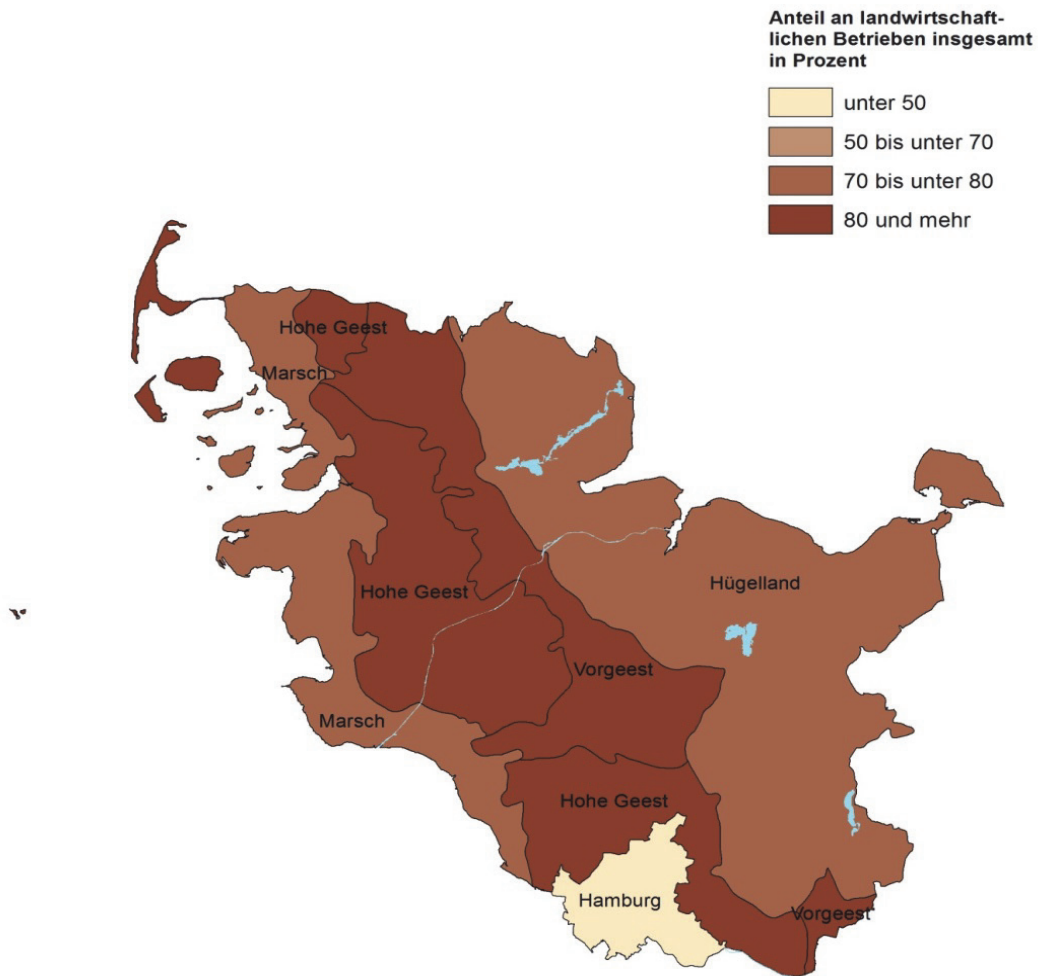 Anteil an landwirtschaft-
lichen Betrieben insgesamt
in Prozent
unter 50
50 bis unter 70
70 bis unter 80
80 und mehr
Hohe Geest
Marsch
Hohe Geest
Hügelland
Vorgeest
Marsch
Hohe Geest
Hamburg
Vorgeest